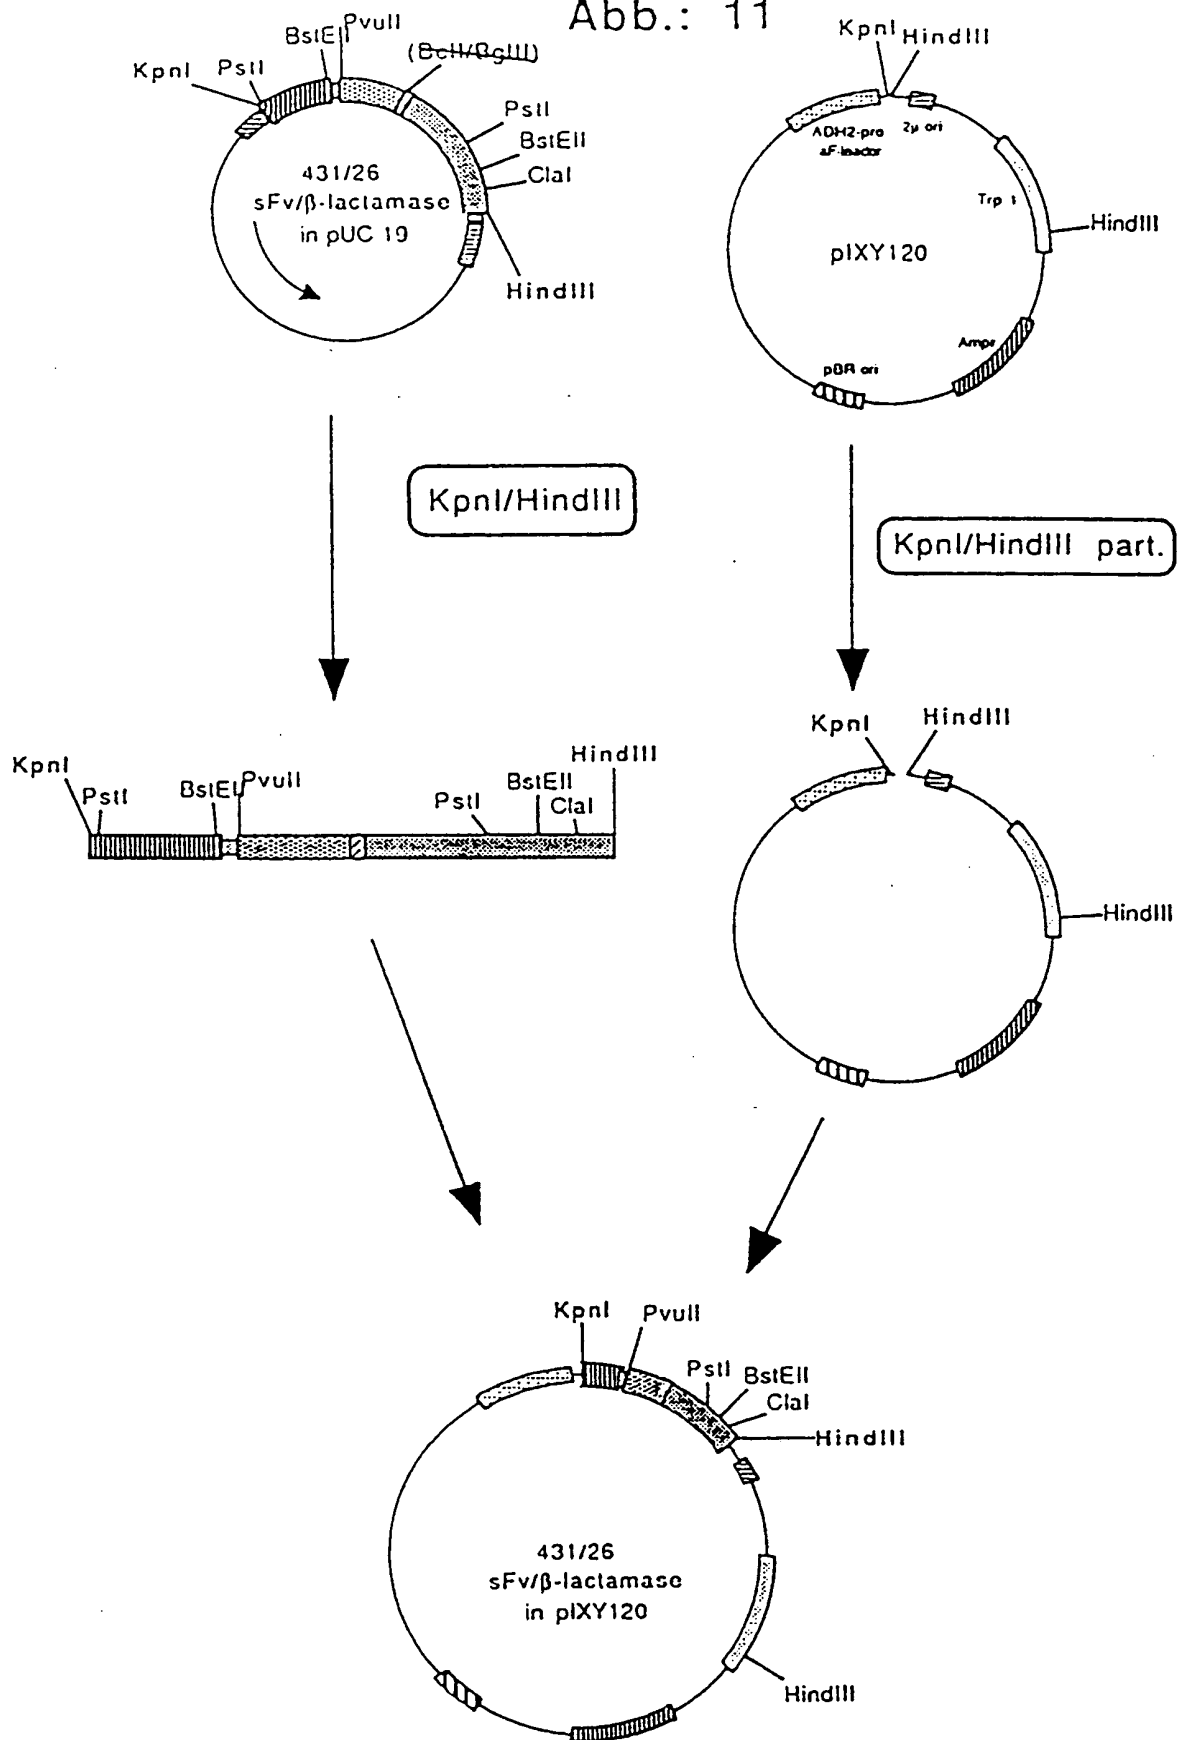 Abb.: 11
KpnI
PstI
BstEII
PvuII
(BclI/BglII)
PstI
BstEII
ClaI
HindIII
431/26
sFv/β-lactamase
in pUC 19
KpnI
HindIII
ADH2-pro
αF-leader
2μ ori
Trp 1
HindIII
pIXY120
Ampr
pBR ori
KpnI/HindIII
KpnI/HindIII part.
KpnI
PstI
BstEII
PvuII
PstI
BstEII
ClaI
HindIII
KpnI
HindIII
HindIII
KpnI
PvuII
PstI
BstEII
ClaI
HindIII
431/26
sFv/β-lactamase
in pIXY120
HindIII